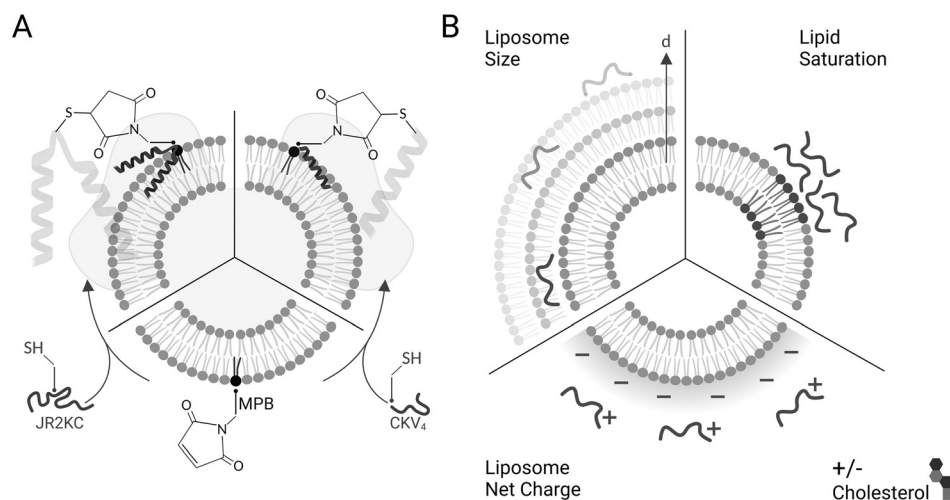 A
B
Liposome
Size
d
Lipid
Saturation
S
O
N
O
O
N
O
S
SH
JR2KC
SH
CKV₄
MPB
O
N
O
+
+
+
Liposome
Net Charge
+/-
Cholesterol